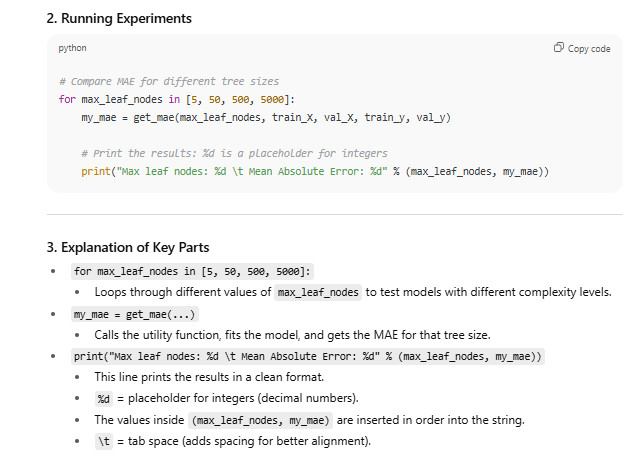 2. Running Experiments
python
Copy code
# Compare MAE for different tree sizes
for max_leaf_nodes in [5, 50, 500, 5000]:
    my_mae = get_mae(max_leaf_nodes, train_X, val_X, train_y, val_y)
    # Print the results: %d is a placeholder for integers
    print("Max leaf nodes: %d \t Mean Absolute Error: %d" % (max_leaf_nodes, my_mae))
3. Explanation of Key Parts
• for max_leaf_nodes in [5, 50, 500, 5000]:
• Loops through different values of max_leaf_nodes to test models with different complexity levels.
• my_mae = get_mae(...)
• Calls the utility function, fits the model, and gets the MAE for that tree size.
• print("Max leaf nodes: %d \t Mean Absolute Error: %d" % (max_leaf_nodes, my_mae))
• This line prints the results in a clean format.
• %d = placeholder for integers (decimal numbers).
• The values inside (max_leaf_nodes, my_mae) are inserted in order into the string.
• \t = tab space (adds spacing for better alignment).